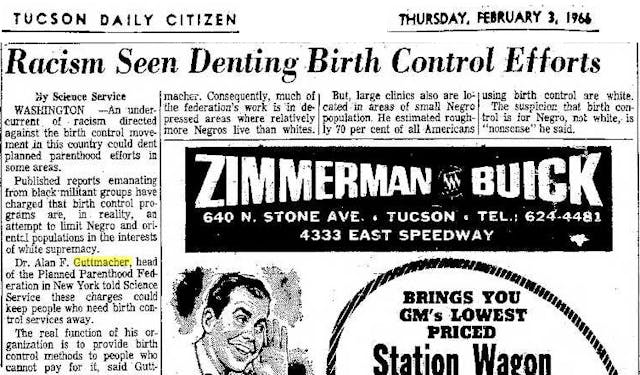 TUCSON DAILY CITIZEN
THURSDAY, FEBRUARY 3, 1966
Racism Seen Denting Birth Control Efforts
By Science Service
WASHINGTON —An under-
current of racism directed
against the birth control move-
ment in this country could dent
planned parenthood efforts in
some areas.
Published reports emanating
from black militant groups have
charged that birth control pro-
grams are, in reality, an
attempt to limit Negro and ori-
ental populations in the interests
of white supremacy.
Dr. Alan F. Guttmacher, head
of the Planned Parenthood Fed-
eration in New York told Science
Service these charges could
keep people who need birth con-
trol services away.
The real function of his or-
ganization is to provide birth
control methods to people who
cannot pay for it, said Gutt-
macher. Consequently, much of
the federation's work is in de-
pressed areas where relatively
more Negros live than whites.
But, large clinics also are lo-
cated in areas of small Negro
population. He estimated rough-
ly 70 per cent of all Americans
using birth control are white.
The suspicion that birth con-
trol is for Negro, not white, is
"nonsense" he said.
ZIMMERMAN BUICK
640 N. STONE AVE. • TUCSON • TEL.: 624-4481
4333 EAST SPEEDWAY
BRINGS YOU
GM's LOWEST
PRICED
Station Wagon